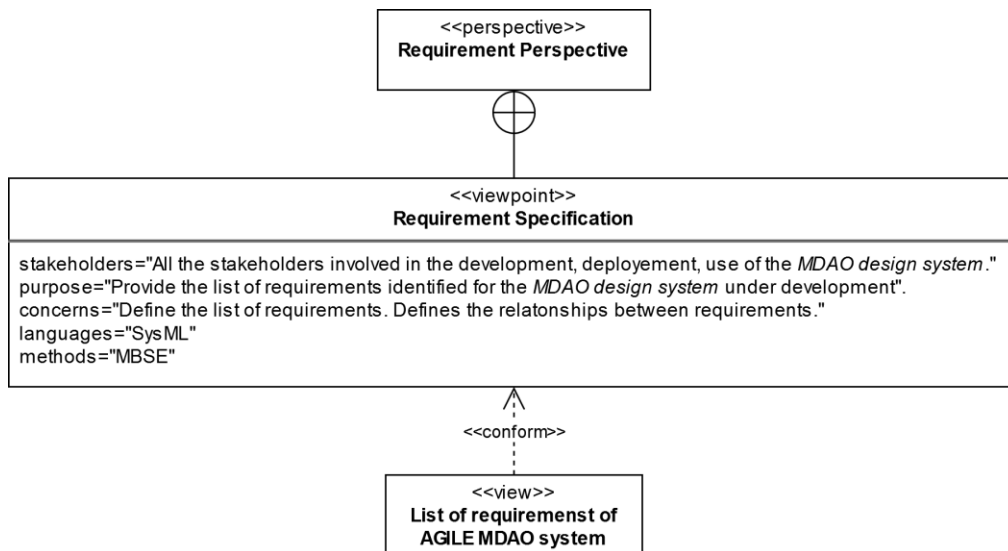 <<perspective>>
Requirement Perspective
<<viewpoint>>
Requirement Specification
stakeholders="All the stakeholders involved in the development, deployement, use of the MDAO design system."
purpose="Provide the list of requirements identified for the MDAO design system under development".
concerns="Define the list of requirements. Defines the relatonships between requirements."
languages="SysML"
methods="MBSE"
<<conform>>
<<view>>
List of requiremenst of
AGILE MDAO system